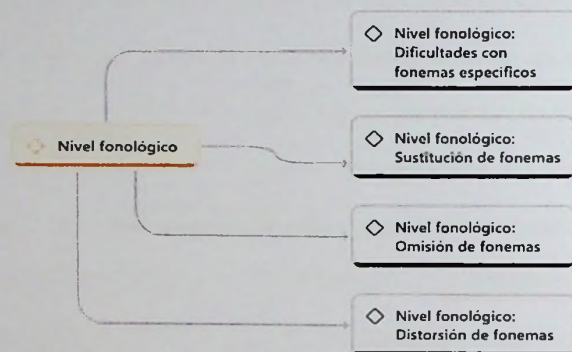 Nivel fonológico:
Dificultades con
fonemas especificos
Nivel fonológico
Nivel fonológico:
Sustitución de fonemas
Nivel fonológico:
Omisión de fonemas
Nivel fonológico:
Distorsión de fonemas